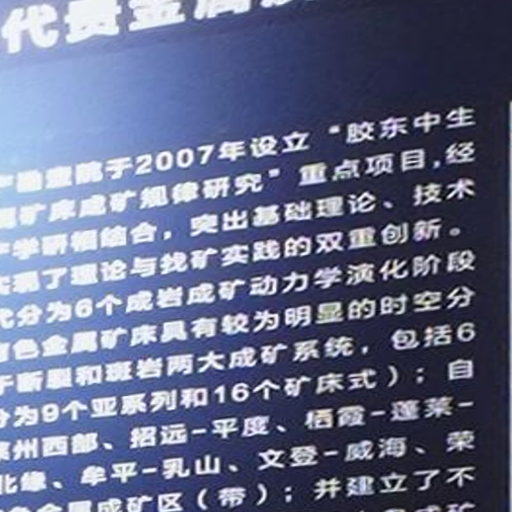 代贵金属
勘查院于2007年设立“胶东中生
矿床成矿规律研究”重点项目,经
学研相结合，突出基础理论、技术
实现了理论与找矿实践的双重创新。
分为6个成岩成矿动力学演化阶段
有色金属矿床具有较为明显的时空分
于断裂和斑岩两大成矿系统，包括6
分为9个亚系列和16个矿床式）；自
莱州西部、招远-平度、栖霞-蓬莱-
北缘、牟平-乳山、文登-威海、荣
金属成矿区（带）；并建立了不
成矿